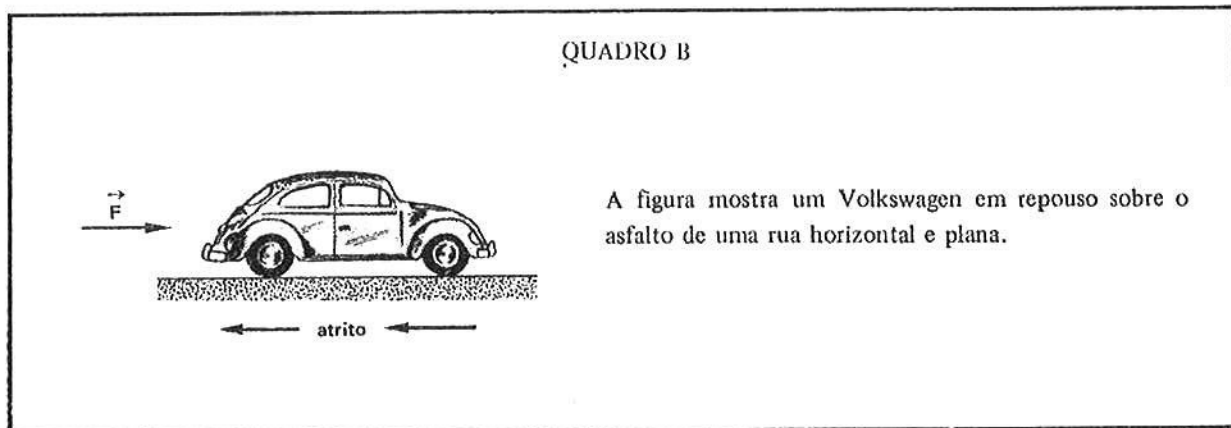 QUADRO B
F
A figura mostra um Volkswagen em repouso sobre o
asfalto de uma rua horizontal e plana.
atrito